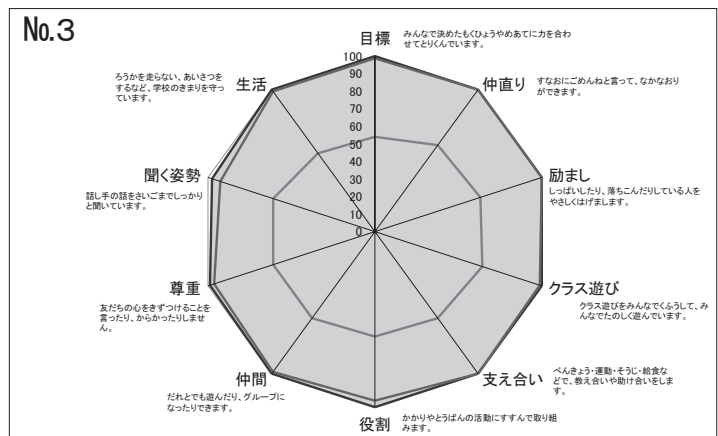 No.3
目標
みんなで決めたもくひょうやめあてに力を合わ
せてとりくんでいます。
仲直り
すなおにごめんねと言って、なかなおり
ができます。
励まし
しっぱいしたり、落ちこんだりしている人を
やさしくはげまします。
クラス遊び
クラス遊びをみんなでくふうして、み
んなでたのしく遊んでいます。
支え合い
べんきょう・運動・そうじ・給食な
どで、教え合いや助け合いをしま
す。
役割
かかりやとうばんの活動にすすんで取り組
みます。
仲間
だれとでも遊んだり、グループに
なったりできます。
尊重
友だちの心をきずつけることを
言ったり、からかったりしませ
ん。
聞く姿勢
話し手の話をさいごまでしっかり
と聞いています。
生活
ろうかを走らない、あいさつを
するなど、学校のきまりを守っ
ています。
100
90
80
70
60
50
40
30
20
10
0